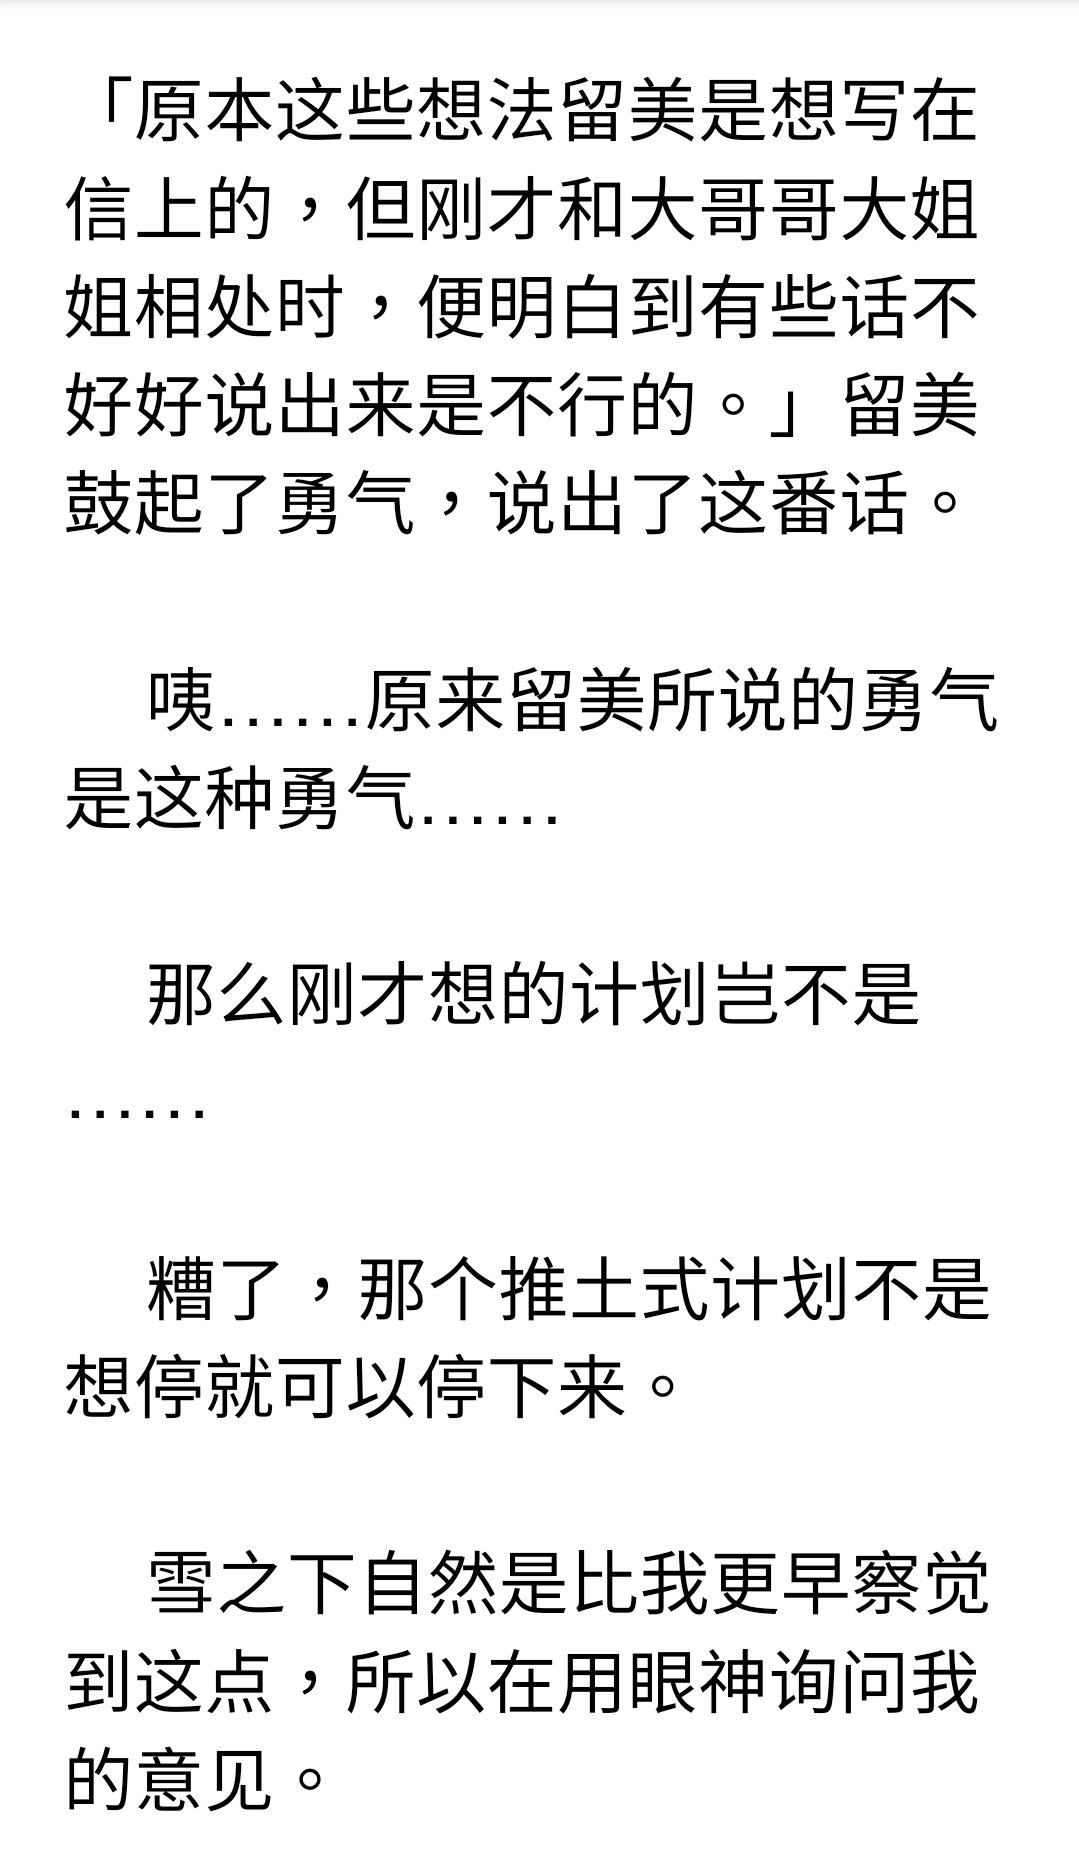 「原本这些想法留美是想写在
信上的，但刚才和大哥哥大姐
姐相处时，便明白到有些话不
好好说出来是不行的。」留美
鼓起了勇气，说出了这番话。
咦……原来留美所说的勇气
是这种勇气……
那么刚才想的计划岂不是
……
糟了，那个推土式计划不是
想停就可以停下来。
雪之下自然是比我更早察觉
到这点，所以在用眼神询问我
的意见。